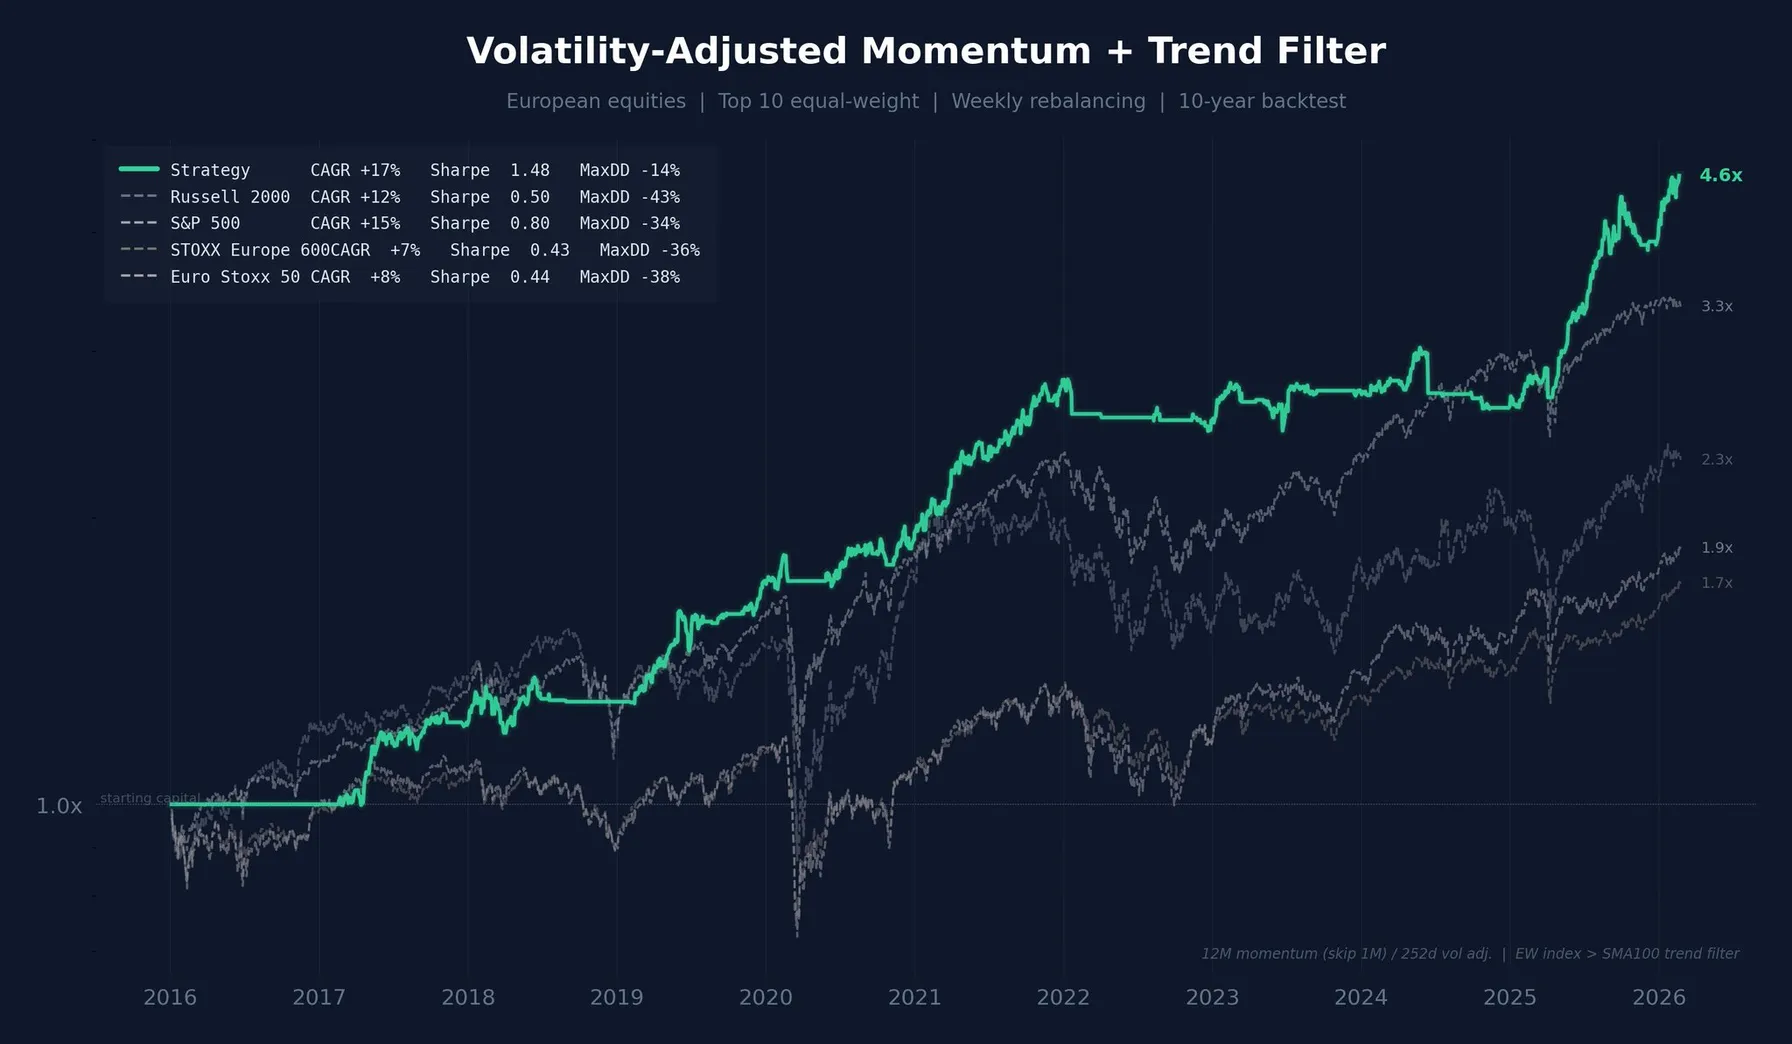 Volatility-Adjusted Momentum + Trend Filter
European equities | Top 10 equal-weight | Weekly rebalancing | 10-year backtest
Strategy CAGR +17% Sharpe 1.48 MaxDD -14%
Russell 2000 CAGR +12% Sharpe 0.50 MaxDD -43%
S&P 500 CAGR +15% Sharpe 0.80 MaxDD -34%
STOXX Europe 600CAGR +7% Sharpe 0.43 MaxDD -36%
Euro Stoxx 50 CAGR +8% Sharpe 0.44 MaxDD -38%
4.6x
3.3x
2.3x
1.9x
1.7x
starting capital
1.0x
12M momentum (skip 1M) / 252d vol adj. | EW index > SMA100 trend filter
2016 2017 2018 2019 2020 2021 2022 2023 2024 2025 2026